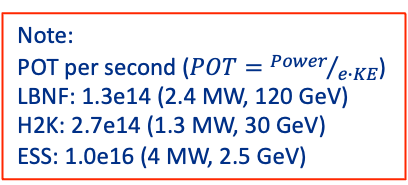 Note:
POT per second (POT = Power/e·KE)
LBNF: 1.3e14 (2.4 MW, 120 GeV)
H2K: 2.7e14 (1.3 MW, 30 GeV)
ESS: 1.0e16 (4 MW, 2.5 GeV)